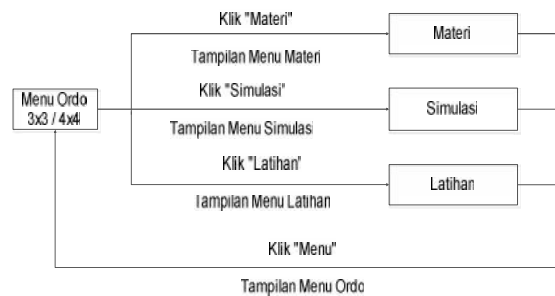 Klik "Materi"
Materi
Tampilan Menu Materi
Klik "Simulasi"
Menu Ordo
3x3 / 4x4
Simulasi
Tampilan Menu Simulasi
Klik "Latihan"
Latihan
Tampilan Menu Latihan
Klik "Menu"
Tampilan Menu Ordo